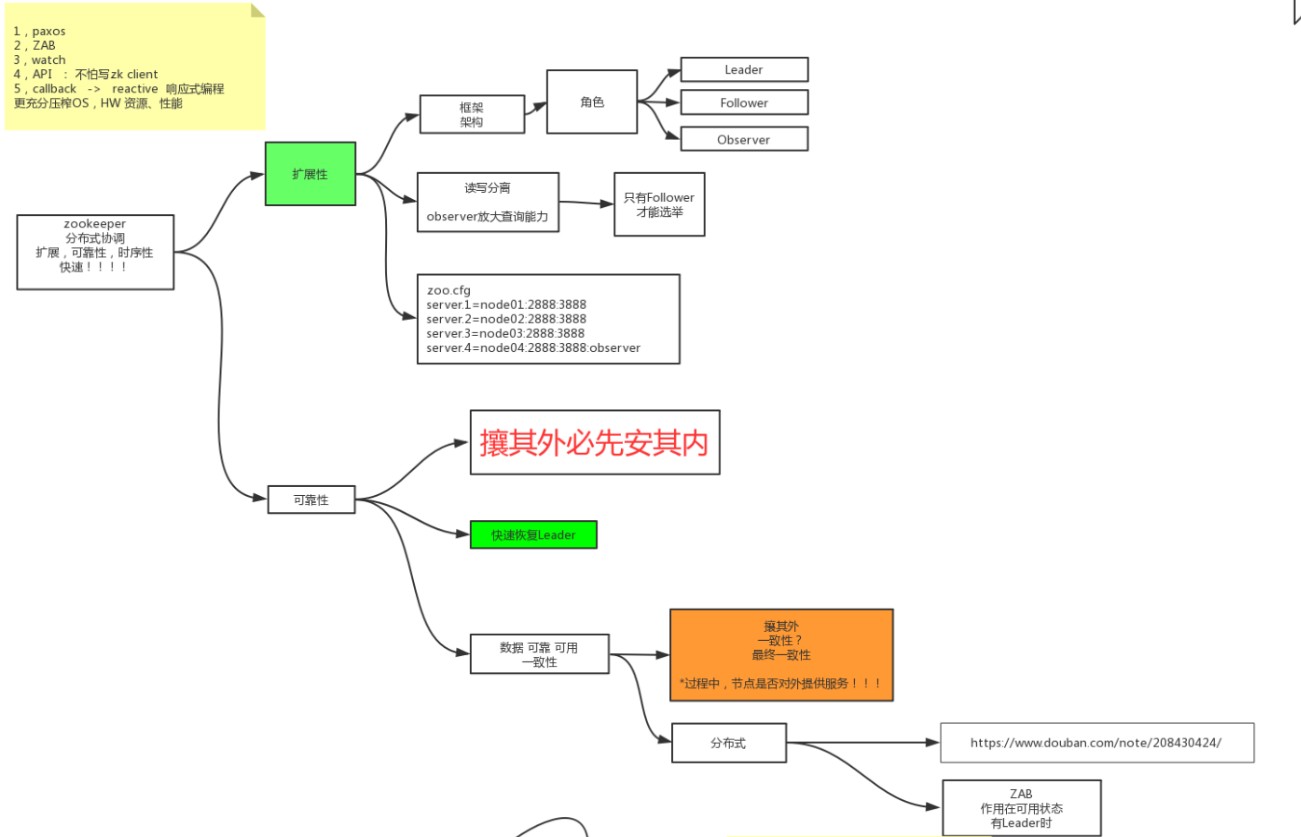 1，paxos
2，ZAB
3，watch
4，API ：不怕写zk client
5，callback -> reactive 响应式编程
更充分压榨OS，HW 资源、性能
zookeeper
分布式协调
扩展，可靠性，时序性
快速！！！！
扩展性
框架
架构
角色
Leader
Follower
Observer
读写分离
observer放大查询能力
只有Follower
才能选举
zoo.cfg
server.1=node01:2888:3888
server.2=node02:2888:3888
server.3=node03:2888:3888
server.4=node04:2888:3888:observer
可靠性
攘其外必先安其内
快速恢复Leader
数据 可靠 可用
一致性
攘其外
一致性？
最终一致性
*过程中，节点是否对外提供服务！！！
分布式
https://www.douban.com/note/208430424/
ZAB
作用在可用状态
有Leader时